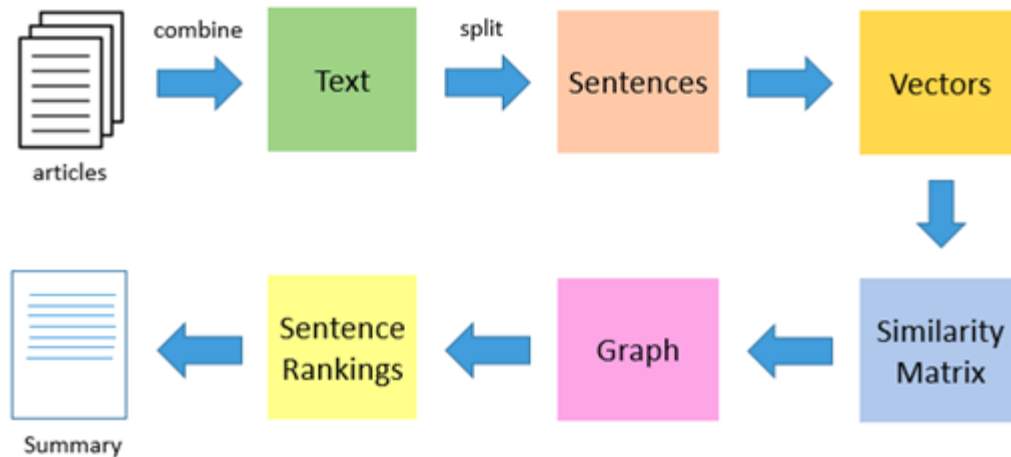 combine
split
Text
Sentences
Vectors
articles
Similarity
Matrix
Graph
Sentence
Rankings
Summary